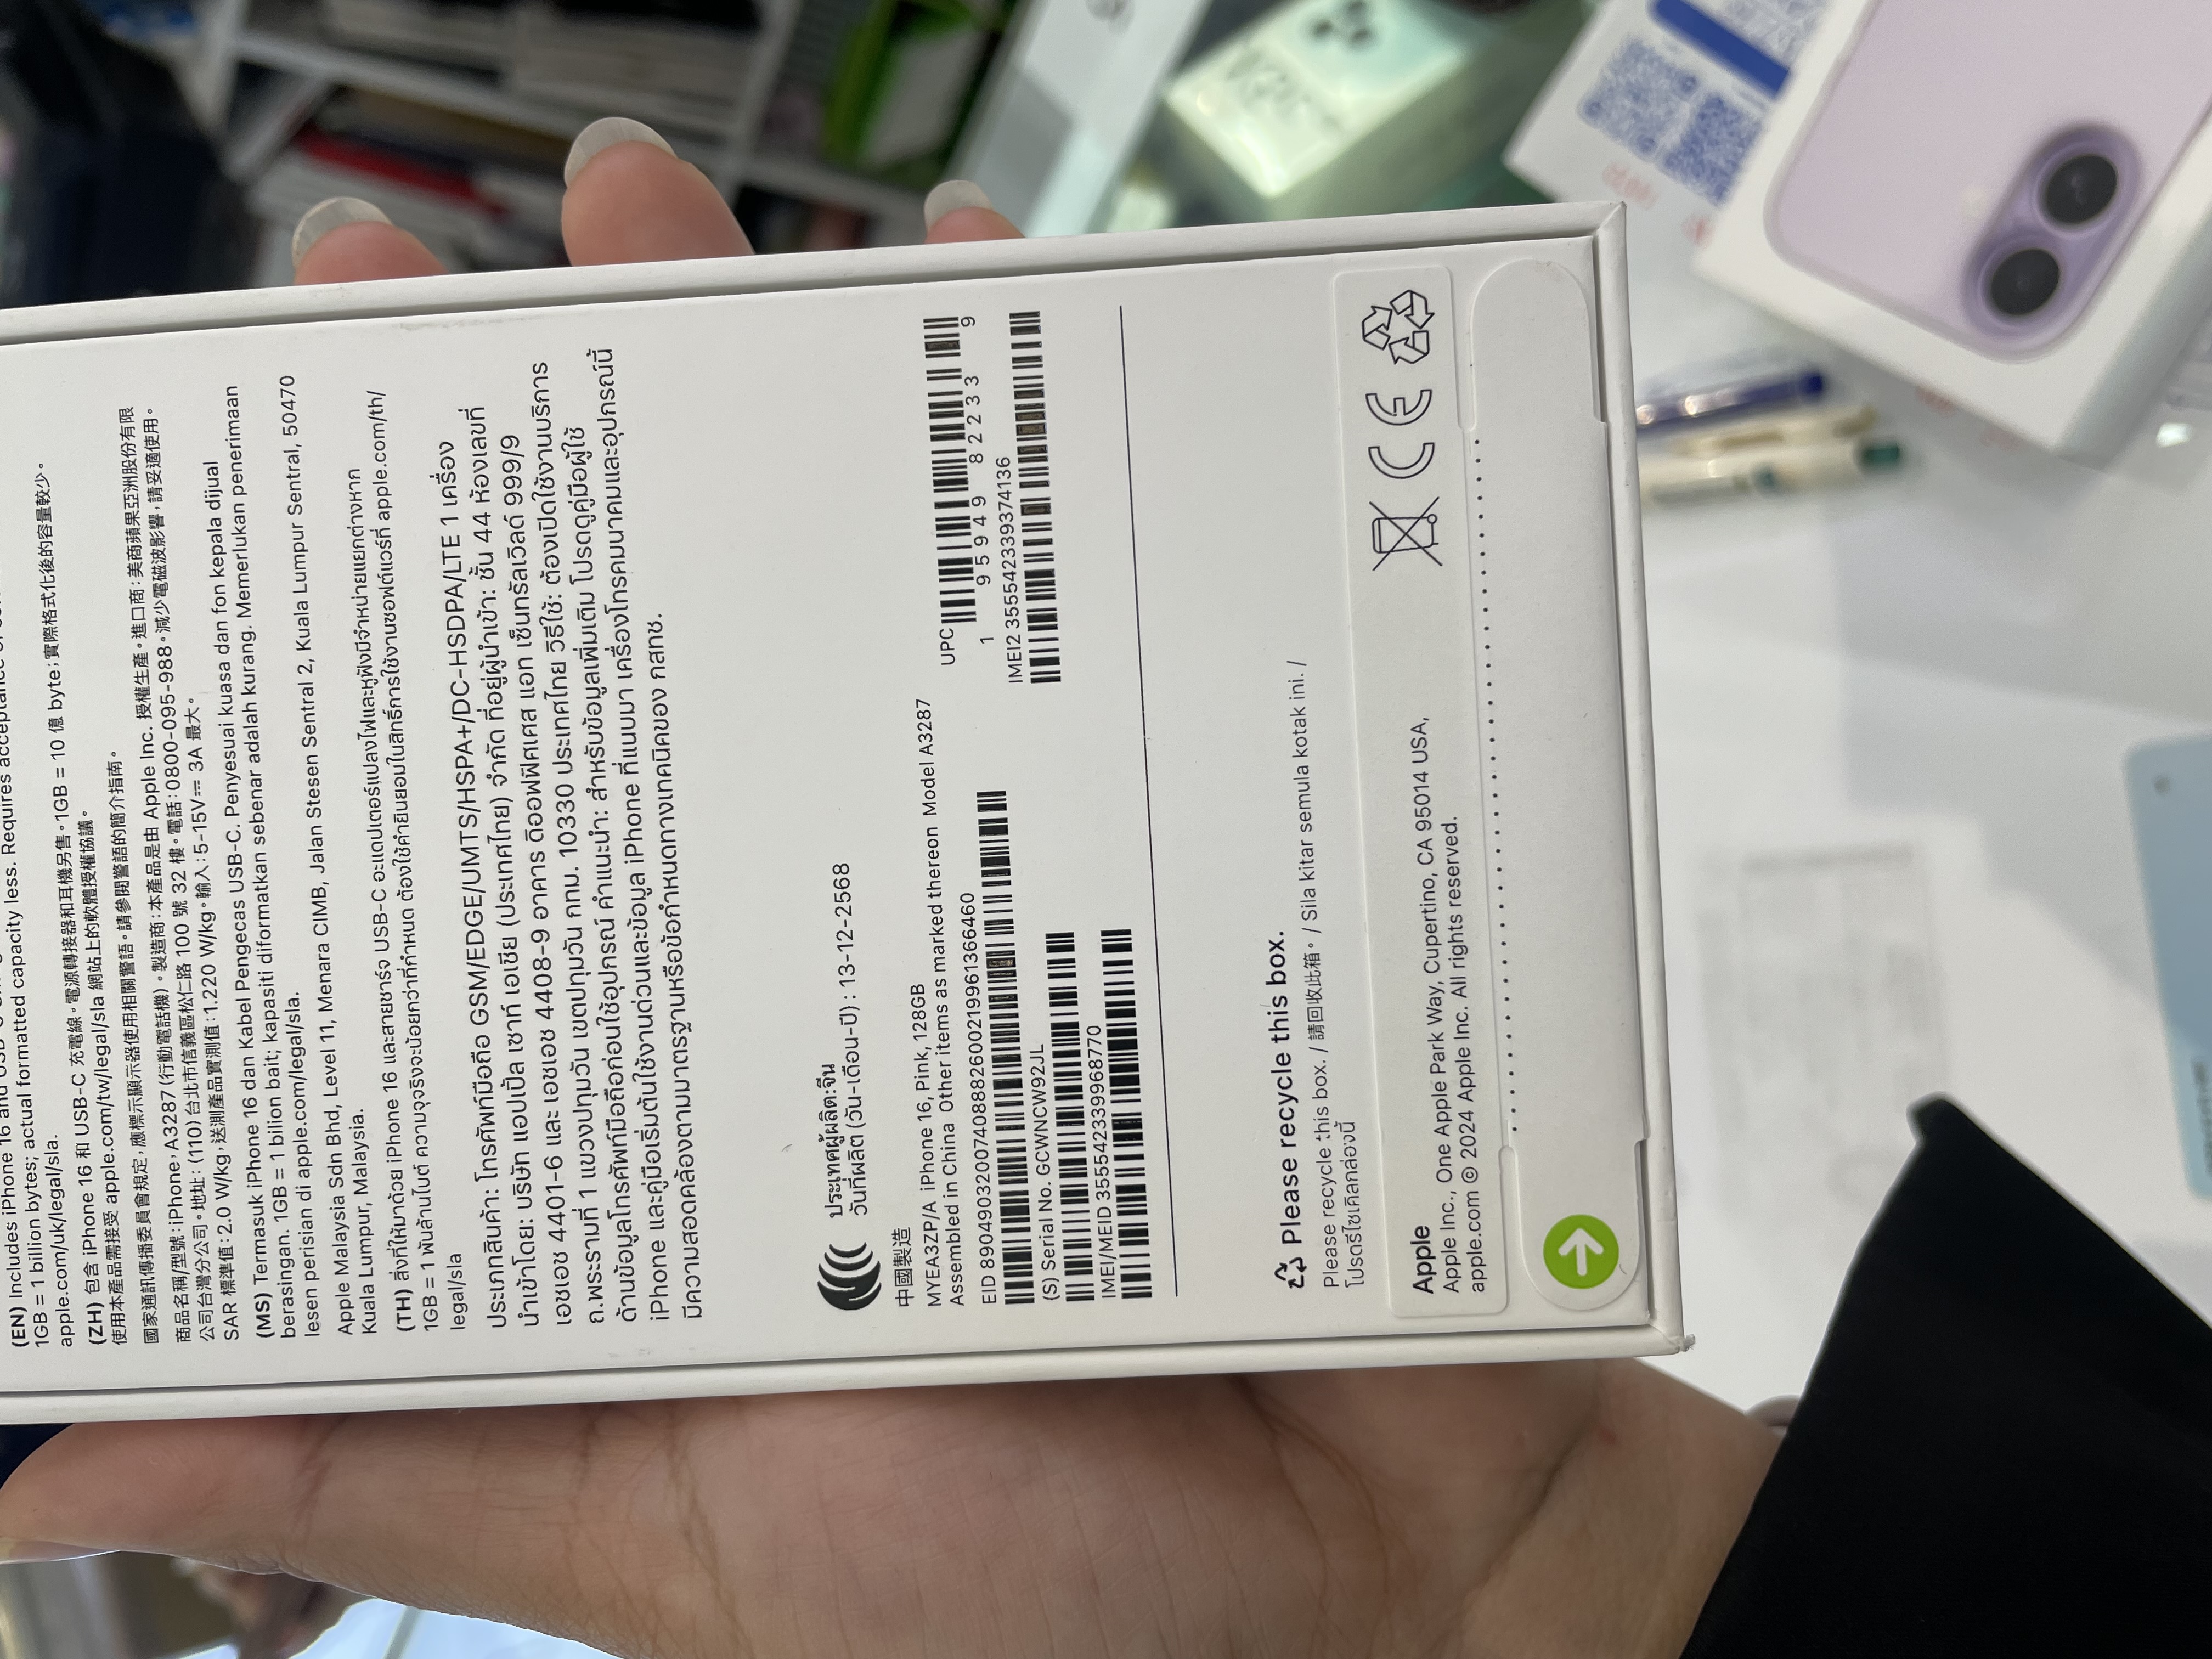 (EN) Includes iPhone 16 and USB-C
1GB = 1 billion bytes; actual formatted capacity less. Requires acceptance of
apple.com/uk/legal/sla.
(ZH) 包含 iPhone 16 和 USB-C 充電線。電源轉接器和耳機另售。1GB = 10 億 byte；實際格式化後的容量較少。
使用本產品需接受 apple.com/tw/legal/sla 網站上的軟體授權協議。
國家通訊傳播委員會規定，應標示顯示器使用相關警語。請參閱警語的簡介指南。
商品名稱/型號：iPhone，A3287 (行動電話機)。製造商：本產品是由 Apple Inc. 授權生產。進口商：美商蘋果亞洲股份有限
公司台灣分公司。地址：(110) 台北市信義區松仁路 100 號 32 樓。電話：0800-095-988。減少電磁波影響，請妥適使用。
SAR 標準值：2.0 W/kg，送測產品實測值：1.220 W/kg。輸入：5-15V⎓ 3A 最大。
(MS) Termasuk iPhone 16 dan Kabel Pengecas USB-C. Penyesuai kuasa dan fon kepala dijual
berasingan. 1GB = 1 bilion bait; kapasiti diformatkan sebenar adalah kurang. Memerlukan penerimaan
lesen perisian di apple.com/legal/sla.
Apple Malaysia Sdn Bhd, Level 11, Menara CIMB, Jalan Stesen Sentral 2, Kuala Lumpur Sentral, 50470
Kuala Lumpur, Malaysia.
(TH) สิ่งที่ให้มาด้วย iPhone 16 และสายชาร์จ USB-C อะแดปเตอร์แปลงไฟและหูฟังมีจำหน่ายแยกต่างหาก
1GB = 1 พันล้านไบต์ ความจุจริงจะน้อยกว่าที่กำหนด ต้องใช้คำยินยอมในสิทธิ์การใช้งานซอฟต์แวร์ที่ apple.com/th/
legal/sla
ประเภทสินค้า: โทรศัพท์มือถือ GSM/EDGE/UMTS/HSPA+/DC-HSDPA/LTE 1 เครื่อง
นำเข้าโดย: บริษัท แอปเปิ้ล เซาท์ เอเชีย (ประเทศไทย) จำกัด ที่อยู่ผู้นำเข้า: ชั้น 44 ห้องเลขที่
เอชเอช 4401-6 และ เอชเอช 4408-9 อาคาร ดิออฟฟิศเศส แอท เซ็นทรัลเวิลด์ 999/9
ถ.พระรามที่ 1 แขวงปทุมวัน เขตปทุมวัน กทม. 10330 ประเทศไทย วิธีใช้: ต้องเปิดใช้งานบริการ
ด้านข้อมูลโทรศัพท์มือถือก่อนใช้อุปกรณ์ คำแนะนำ: สำหรับข้อมูลเพิ่มเติม โปรดดูคู่มือผู้ใช้
iPhone และคู่มือเริ่มต้นใช้งานด่วนและข้อมูล iPhone ที่แนบมา เครื่องโทรคมนาคมและอุปกรณ์นี้
มีความสอดคล้องตามมาตรฐานหรือข้อกำหนดทางเทคนิคของ กสทช.
ประเทศผู้ผลิต:จีน
วันที่ผลิต (วัน-เดือน-ปี) : 13-12-2568
中國製造
MYEA3ZP/A iPhone 16, Pink, 128GB
Assembled in China Other items as marked thereon Model A3287
EID 89049032007408882600219961366460
(S) Serial No. GCWNCW92JL
IMEI/MEID 355542339968770
UPC
1 95949 82233 9
IMEI2 355542339374136
Please recycle this box.
Please recycle this box. / 請回收此箱。 / Sila kitar semula kotak ini. /
โปรดรีไซเคิลกล่องนี้
Apple
Apple Inc., One Apple Park Way, Cupertino, CA 95014 USA,
apple.com © 2024 Apple Inc. All rights reserved.
CE